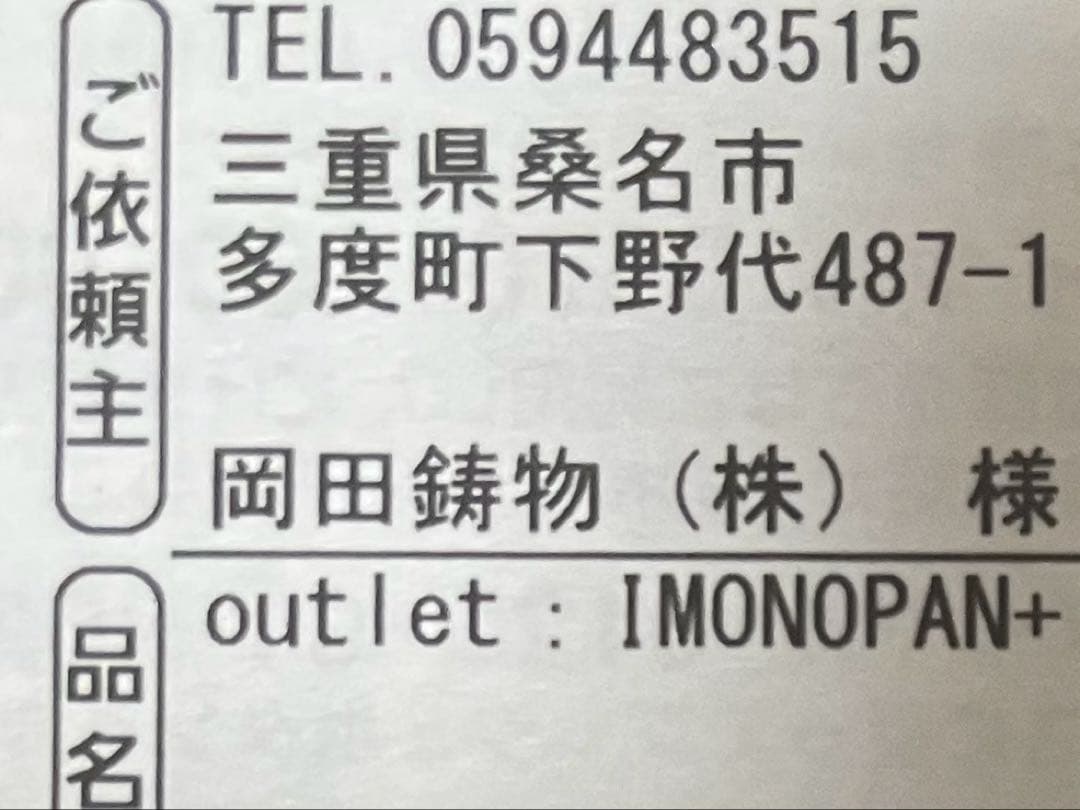 ご依頼主
TEL. 0594483515
三重県桑名市
多度町下野代487-1
岡田鋳物（株）　様
品名
outlet : IMONOPAN+